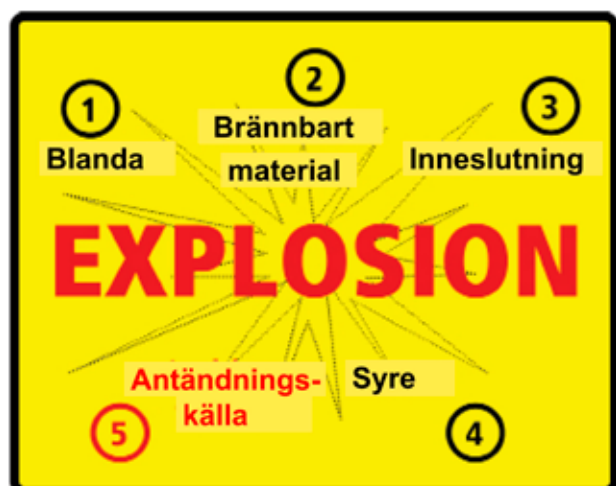 1
Blanda
2
Brännbart
material
3
Inneslutning
EXPLOSION
Antändnings-
källa
5
Syre
4